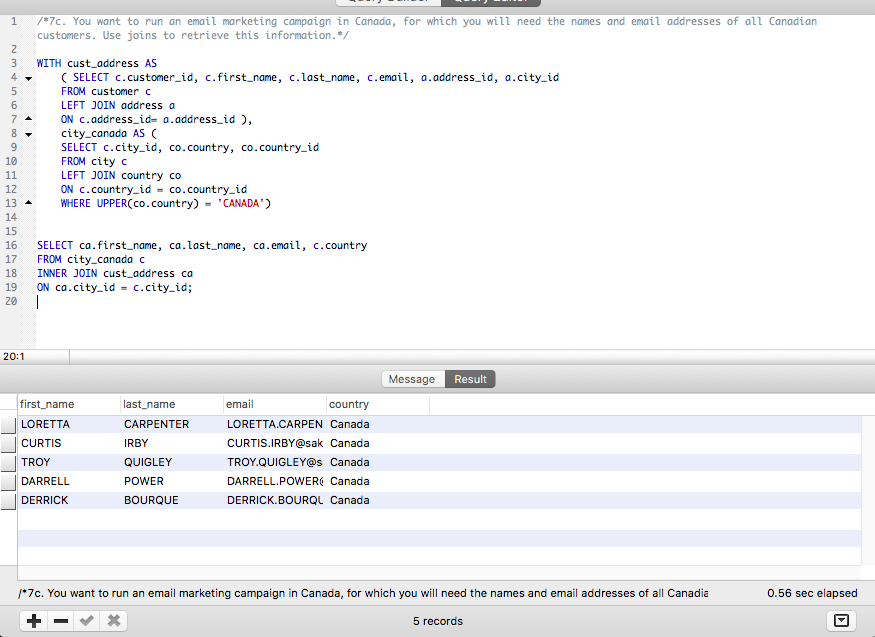 Query Builder Query Editor
1 /*7c. You want to run an email marketing campaign in Canada, for which you will need the names and email addresses of all Canadian
customers. Use joins to retrieve this information.*/
2
3 WITH cust_address AS
4 ( SELECT c.customer_id, c.first_name, c.last_name, c.email, a.address_id, a.city_id
5 FROM customer c
6 LEFT JOIN address a
7 ON c.address_id= a.address_id ),
8 city_canada AS (
9 SELECT c.city_id, co.country, co.country_id
10 FROM city c
11 LEFT JOIN country co
12 ON c.country_id = co.country_id
13 WHERE UPPER(co.country) = 'CANADA')
14
15
16 SELECT ca.first_name, ca.last_name, ca.email, c.country
17 FROM city_canada c
18 INNER JOIN cust_address ca
19 ON ca.city_id = c.city_id;
20
20:1
Message Result
first_name last_name email country
LORETTA CARPENTER LORETTA.CARPEN Canada
CURTIS IRBY CURTIS.IRBY@sak Canada
TROY QUIGLEY TROY.QUIGLEY@s Canada
DARRELL POWER DARRELL.POWER@ Canada
DERRICK BOURQUE DERRICK.BOURQU Canada
/*7c. You want to run an email marketing campaign in Canada, for which you will need the names and email addresses of all Canadia 0.56 sec elapsed
5 records